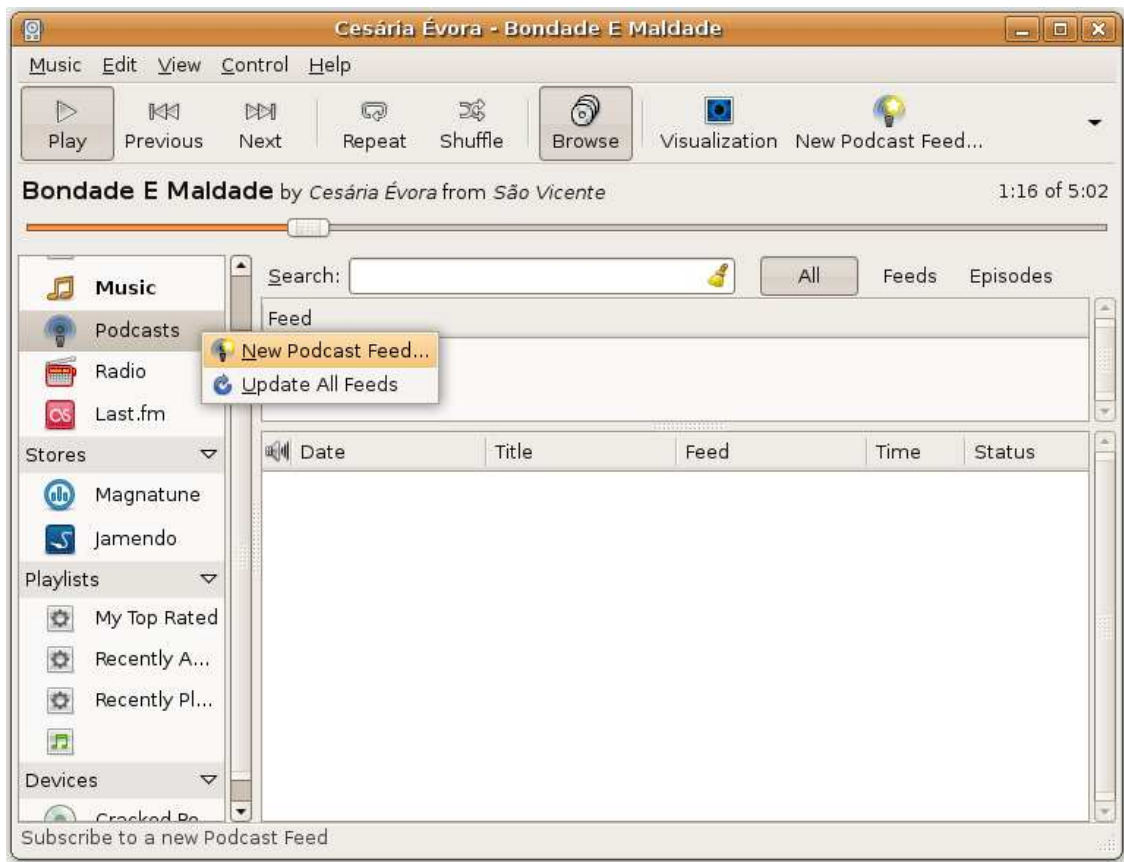 Cesária Évora - Bondade E Maldade
Music Edit View Control Help
Play Previous Next Repeat Shuffle Browse Visualization New Podcast Feed...
Bondade E Maldade by Cesária Évora from São Vicente 1:16 of 5:02
Music
Podcasts
Radio
Last.fm
Stores
Magnatune
Jamendo
Playlists
My Top Rated
Recently A...
Recently Pl...
Devices
Search: All Feeds Episodes
Feed
New Podcast Feed...
Update All Feeds
Date Title Feed Time Status
Subscribe to a new Podcast Feed